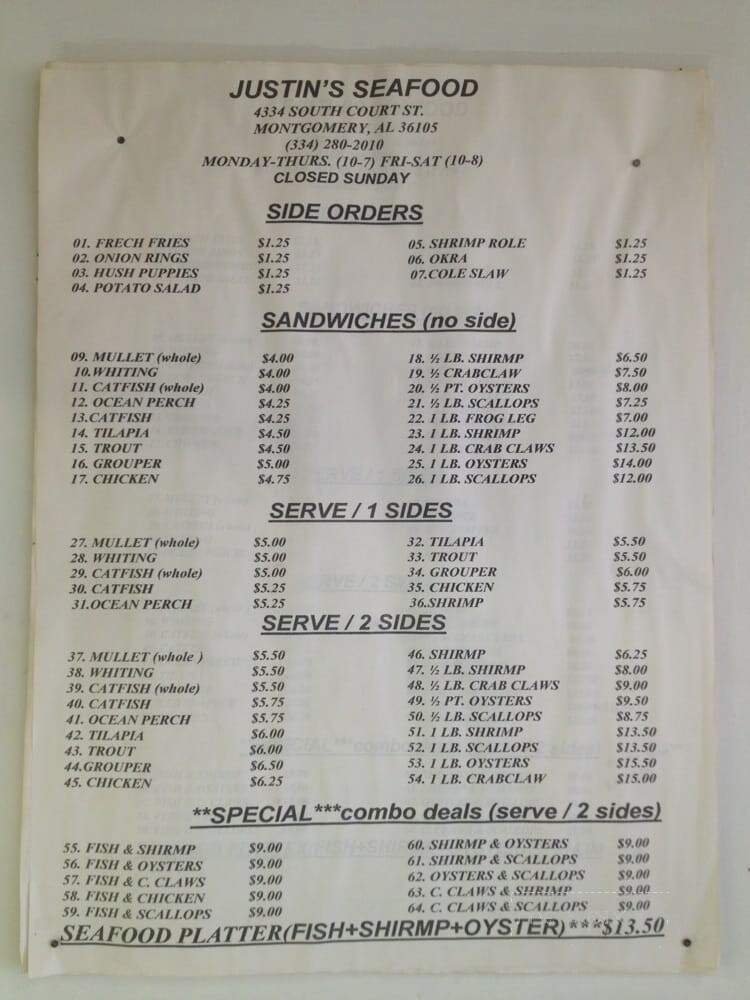 JUSTIN'S SEAFOOD
4334 SOUTH COURT ST.
MONTGOMERY, AL 36105
(334) 280-2010
MONDAY-THURS. (10-7) FRI-SAT (10-8)
CLOSED SUNDAY
SIDE ORDERS
01. FRECH FRIES $1.25
02. ONION RINGS $1.25
03. HUSH PUPPIES $1.25
04. POTATO SALAD $1.25
05. SHRIMP ROLE $1.25
06. OKRA $1.25
07.COLE SLAW $1.25
SANDWICHES (no side)
09. MULLET (whole) $4.00
10.WHITING $4.00
11. CATFISH (whole) $4.00
12. OCEAN PERCH $4.25
13.CATFISH $4.25
14. TILAPIA $4.50
15. TROUT $4.50
16. GROUPER $5.00
17. CHICKEN $4.75
18. ½ LB. SHIRMP $6.50
19. ½ CRABCLAW $7.50
20. ½ PT. OYSTERS $8.00
21. ½ LB. SCALLOPS $7.25
22. 1 LB. FROG LEG $7.00
23. 1 LB. SHRIMP $12.00
24. 1 LB. CRAB CLAWS $13.50
25. 1 LB. OYSTERS $14.00
26. 1 LB. SCALLOPS $12.00
SERVE / 1 SIDES
27. MULLET (whole) $5.00
28. WHITING $5.00
29. CATFISH (whole) $5.00
30. CATFISH $5.25
31.OCEAN PERCH $5.25
32. TILAPIA $5.50
33. TROUT $5.50
34. GROUPER $6.00
35. CHICKEN $5.75
36.SHRIMP $5.75
SERVE / 2 SIDES
37. MULLET (whole ) $5.50
38. WHITING $5.50
39. CATFISH (whole) $5.50
40. CATFISH $5.75
41. OCEAN PERCH $5.75
42. TILAPIA $6.00
43. TROUT $6.00
44.GROUPER $6.50
45. CHICKEN $6.25
46. SHIRMP $6.25
47. ½ LB. SHIRMP $8.00
48. ½ LB. CRAB CLAWS $9.00
49. ½ PT. OYSTERS $9.50
50. ½ LB. SCALLOPS $8.75
51. 1 LB. SHIRMP $13.50
52. 1 LB. SCALLOPS $13.50
53. 1 LB. OYSTERS $15.50
54. 1 LB. CRABCLAW $15.00
**SPECIAL***combo deals (serve / 2 sides)
55. FISH & SHIRMP $9.00
56. FISH & OYSTERS $9.00
57. FISH & C. CLAWS $9.00
58. FISH & CHICKEN $9.00
59. FISH & SCALLOPS $9.00
60. SHIRMP & OYSTERS $9.00
61. SHIRMP & SCALLOPS $9.00
62. OYSTERS & SCALLOPS $9.00
63. C. CLAWS & SHRIMP $9.00
64. C. CLAWS & SCALLOPS $9.00
SEAFOOD PLATTER(FISH+SHIRMP+OYSTER)***$13.50